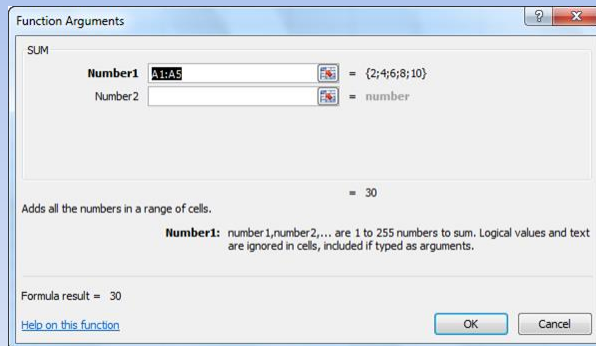 Function Arguments
SUM
Number1 A1:A5 = {2;4;6;8;10}
Number2 = number
= 30
Adds all the numbers in a range of cells.
Number1: number1,number2,... are 1 to 255 numbers to sum. Logical values and text
are ignored in cells, included if typed as arguments.
Formula result = 30
Help on this function
OK Cancel